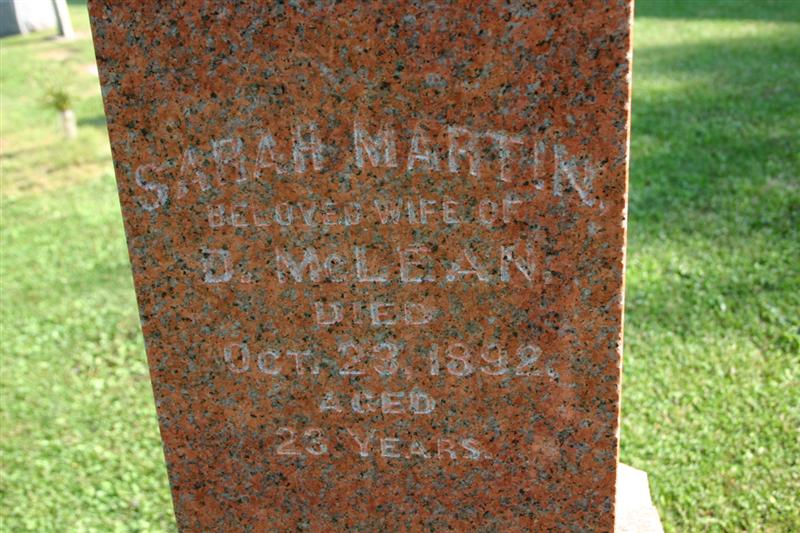 SARAH MARTIN,
BELOVED WIFE OF
D. MCLEAN.
DIED
OCT. 23, 1892.
AGED
23 YEARS.